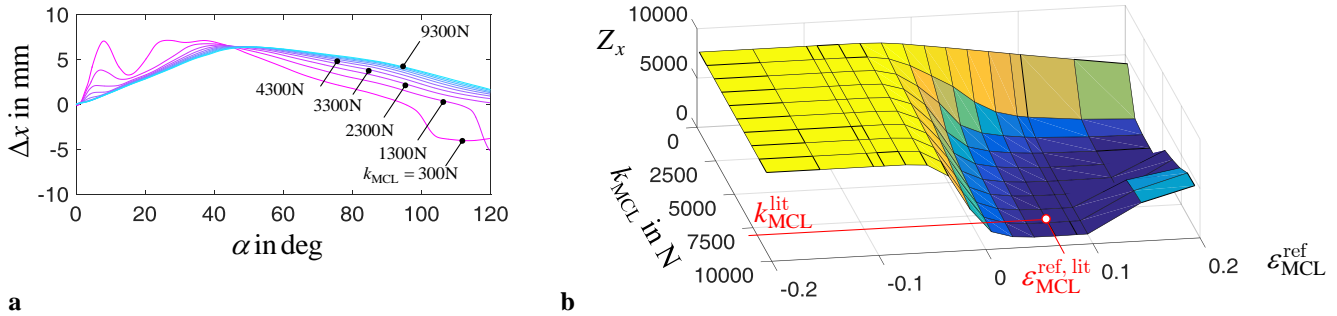 10
5
0
-5
-10
Δx in mm
0 20 40 60 80 100 120
α in deg
9300N
4300N
3300N
2300N
1300N
k_MCL = 300N
a
Z_x
10000
5000
0
0
2500
5000
7500
10000
k_MCL in N
k_MCL^lit
-0.2
-0.1
0
0.1
0.2
ε_MCL^ref, lit
ε_MCL^ref
b